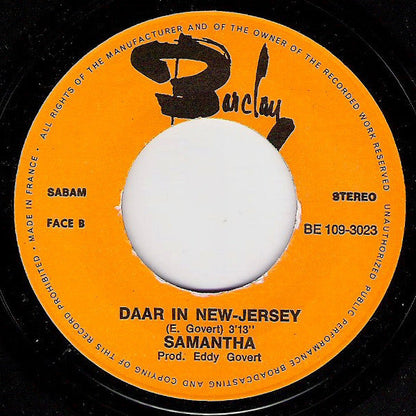 ALL RIGHTS OF THE MANUFACTURER AND OF THE OWNER OF THE RECORDED WORK RESERVED
Barclay
SABAM
STEREO
FACE B
BE 109-3023
DAAR IN NEW-JERSEY
(E. Govert) 3'13''
SAMANTHA
Prod. Eddy Govert
UNAUTHORIZED PUBLIC PERFORMANCE BROADCASTING AND COPYING OF THIS RECORD PROHIBITED • MADE IN FRANCE •